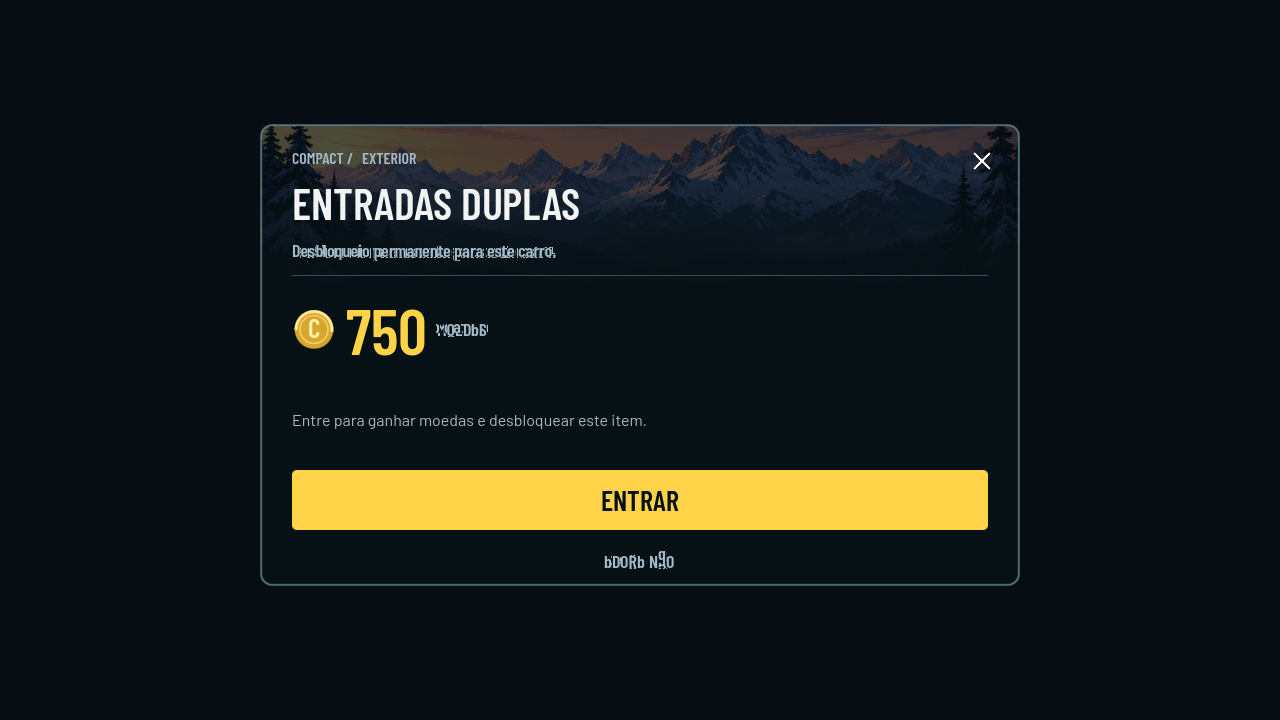 COMPACT / EXTERIOR
ENTRADAS DUPLAS
Desbloqueio permanente para este carro.
C 750
Entre para ganhar moedas e desbloquear este item.
ENTRAR